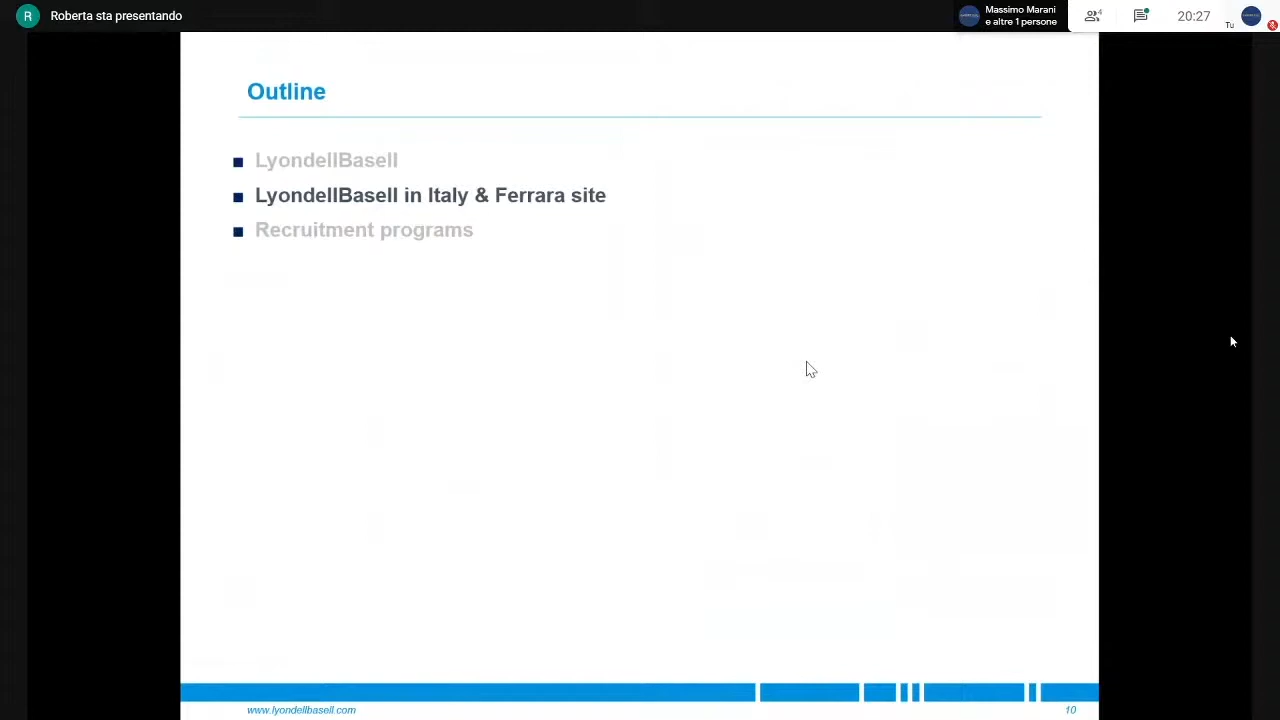 R Roberta sta presentando
Massimo Marani
e altre 1 persone
4
20:27
Tu
Outline
LyondellBasell
LyondellBasell in Italy & Ferrara site
Recruitment programs
www.lyondellbasell.com
10